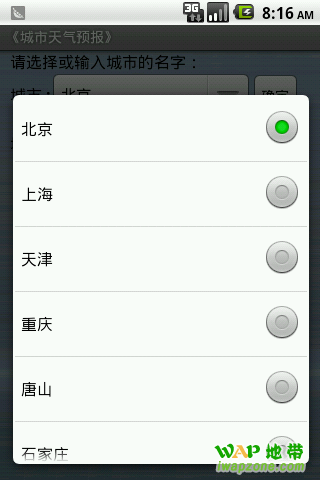 3G
8:16 AM
《城市天气预报》
请选择或输入城市的名字：
城市：北京 确定
北京
上海
天津
重庆
唐山
石家庄
WAP 地带
iwapzone.com